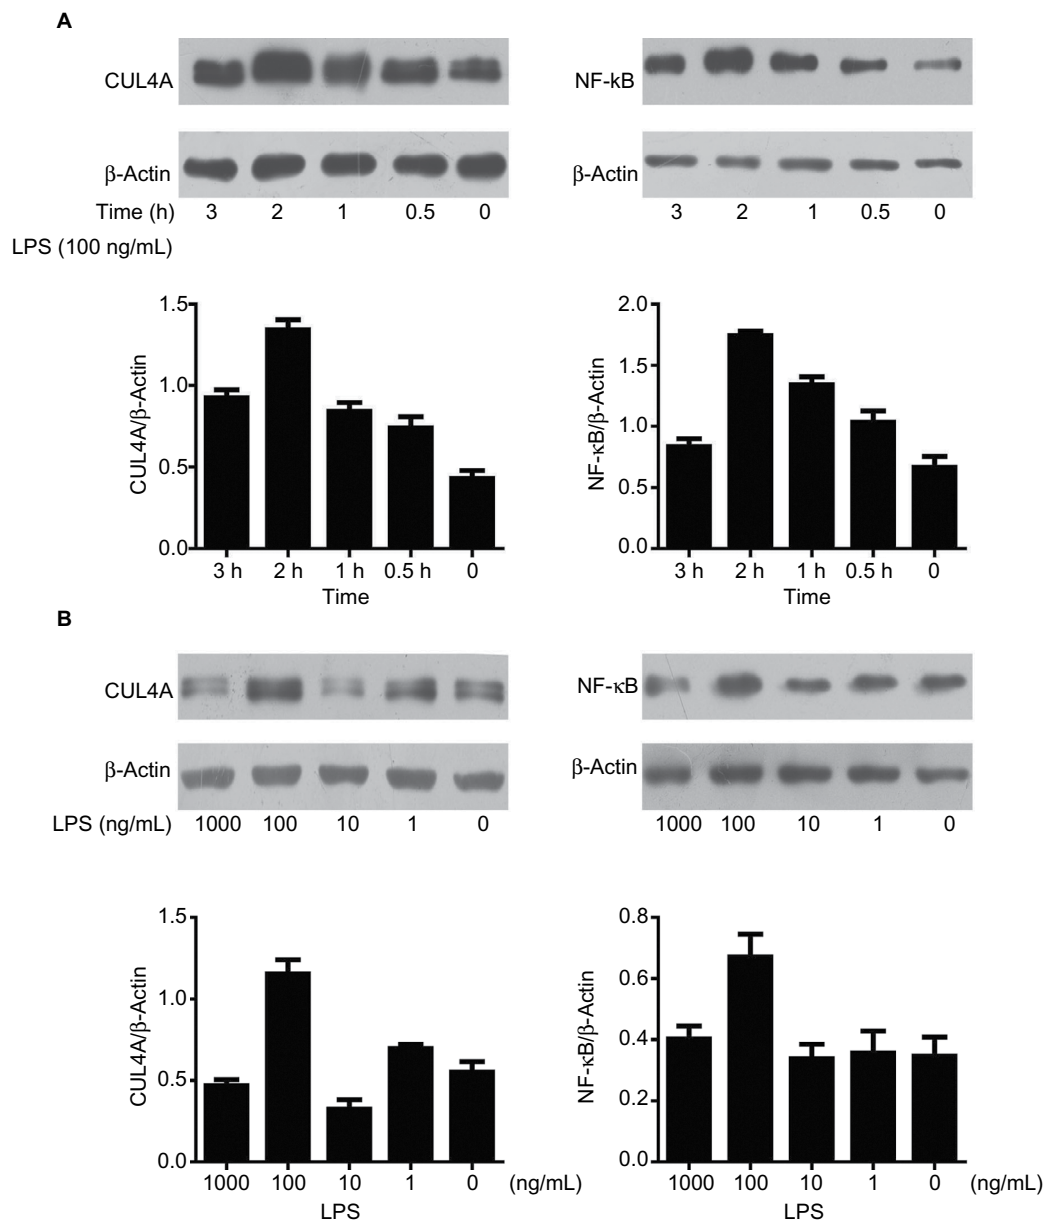 A
CUL4A
NF-kB
β-Actin
β-Actin
Time (h) 3 2 1 0.5 0
3 2 1 0.5 0
LPS (100 ng/mL)
1.5
1.0
0.5
0.0
CUL4A/β-Actin
3 h 2 h 1 h 0.5 h 0
Time
2.0
1.5
1.0
0.5
0.0
NF-κB/β-Actin
3 h 2 h 1 h 0.5 h 0
Time
B
CUL4A
NF-κB
β-Actin
β-Actin
LPS (ng/mL) 1000 100 10 1 0
1000 100 10 1 0
1.5
1.0
0.5
0.0
CUL4A/β-Actin
1000 100 10 1 0 (ng/mL)
LPS
0.8
0.6
0.4
0.2
0.0
NF-κB/β-Actin
1000 100 10 1 0 (ng/mL)
LPS